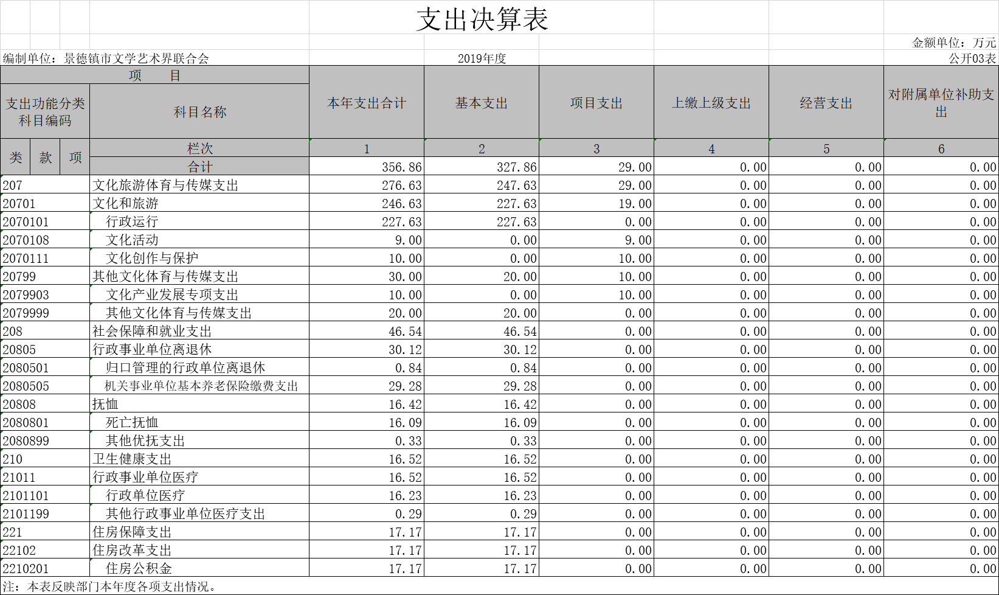 支出决算表
金额单位：万元
编制单位：景德镇市文学艺术界联合会 2019年度 公开03表
项 目 本年支出合计 基本支出 项目支出 上缴上级支出 经营支出 对附属单位补助支
出
支出功能分类
科目编码 科目名称
类 款 项 栏次 1 2 3 4 5 6
合计 356.86 327.86 29.00 0.00 0.00 0.00
207 文化旅游体育与传媒支出 276.63 247.63 29.00 0.00 0.00 0.00
20701 文化和旅游 246.63 227.63 19.00 0.00 0.00 0.00
2070101 行政运行 227.63 227.63 0.00 0.00 0.00 0.00
2070108 文化活动 9.00 0.00 9.00 0.00 0.00 0.00
2070111 文化创作与保护 10.00 0.00 10.00 0.00 0.00 0.00
20799 其他文化体育与传媒支出 30.00 20.00 10.00 0.00 0.00 0.00
2079903 文化产业发展专项支出 10.00 0.00 10.00 0.00 0.00 0.00
2079999 其他文化体育与传媒支出 20.00 20.00 0.00 0.00 0.00 0.00
208 社会保障和就业支出 46.54 46.54 0.00 0.00 0.00 0.00
20805 行政事业单位离退休 30.12 30.12 0.00 0.00 0.00 0.00
2080501 归口管理的行政单位离退休 0.84 0.84 0.00 0.00 0.00 0.00
2080505 机关事业单位基本养老保险缴费支出 29.28 29.28 0.00 0.00 0.00 0.00
20808 抚恤 16.42 16.42 0.00 0.00 0.00 0.00
2080801 死亡抚恤 16.09 16.09 0.00 0.00 0.00 0.00
2080899 其他优抚支出 0.33 0.33 0.00 0.00 0.00 0.00
210 卫生健康支出 16.52 16.52 0.00 0.00 0.00 0.00
21011 行政事业单位医疗 16.52 16.52 0.00 0.00 0.00 0.00
2101101 行政单位医疗 16.23 16.23 0.00 0.00 0.00 0.00
2101199 其他行政事业单位医疗支出 0.29 0.29 0.00 0.00 0.00 0.00
221 住房保障支出 17.17 17.17 0.00 0.00 0.00 0.00
22102 住房改革支出 17.17 17.17 0.00 0.00 0.00 0.00
2210201 住房公积金 17.17 17.17 0.00 0.00 0.00 0.00
注：本表反映部门本年度各项支出情况。